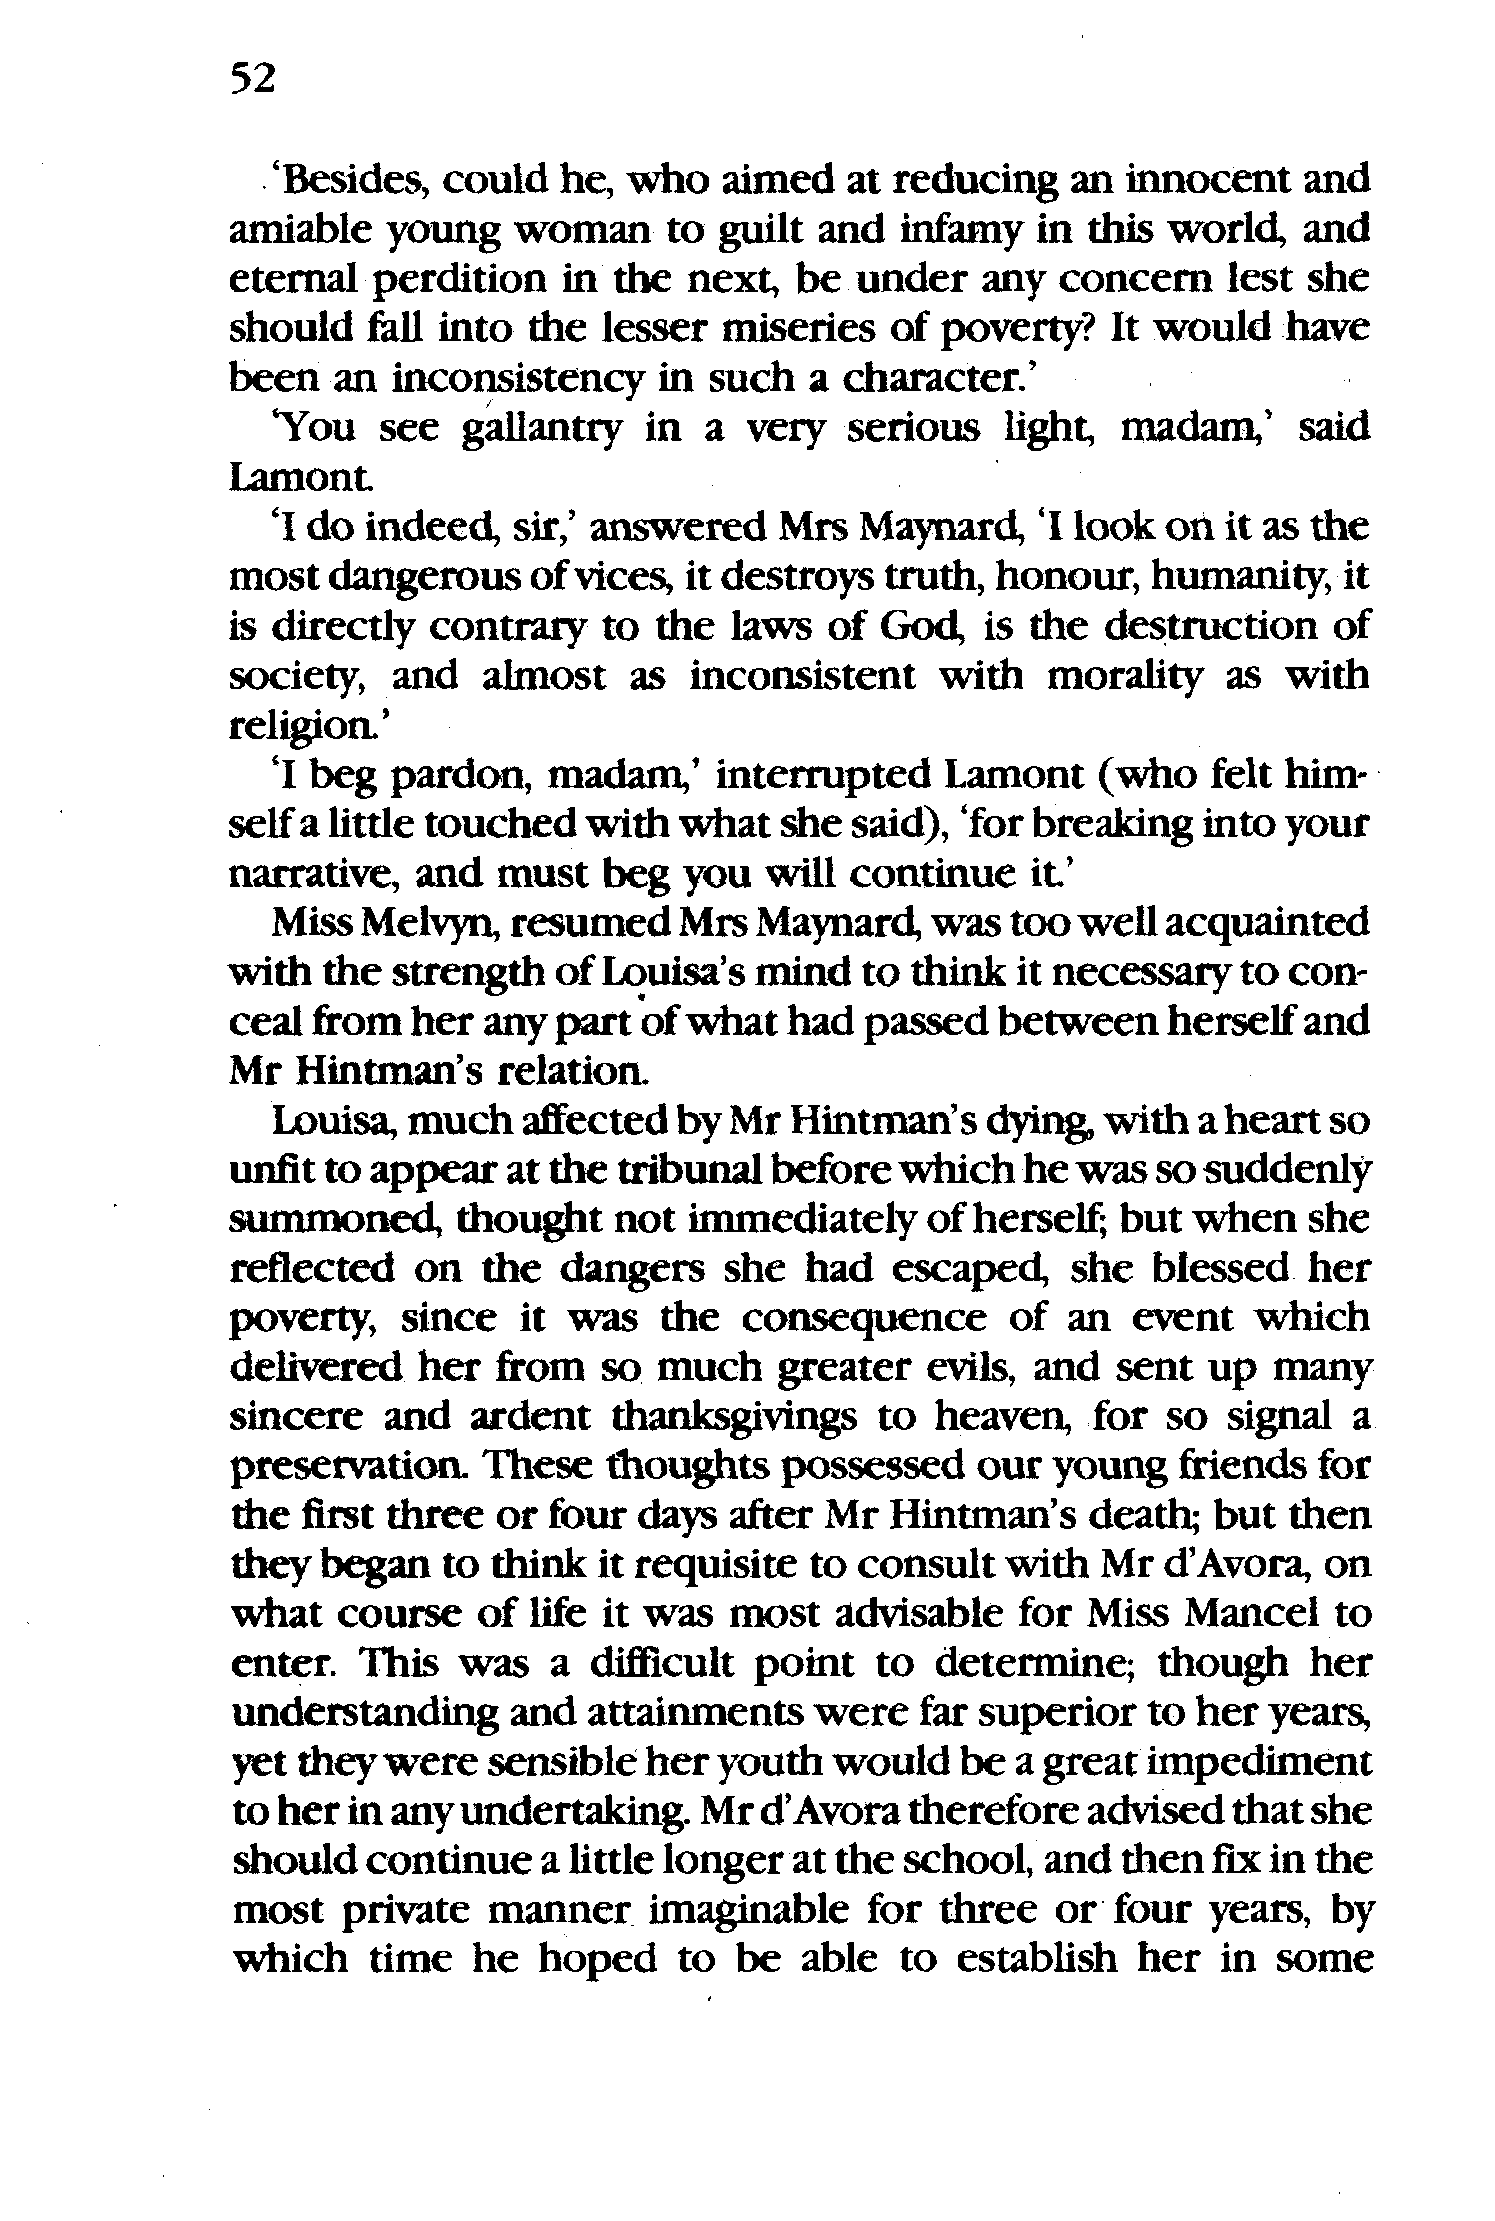 52
‘Besides, could he, who aimed at reducing an innocent and
amiable young woman to guilt and infamy in this world, and
eternal perdition in the next, be under any concern lest she
should fall into the lesser miseries of poverty? It would have
been an inconsistency in such a character.’
‘You see gallantry in a very serious light, madam,’ said
Lamont.
‘I do indeed, sir,’ answered Mrs Maynard, ‘I look on it as the
most dangerous of vices, it destroys truth, honour, humanity, it
is directly contrary to the laws of God, is the destruction of
society, and almost as inconsistent with morality as with
religion.’
‘I beg pardon, madam,’ interrupted Lamont (who felt him-
self a little touched with what she said), ‘for breaking into your
narrative, and must beg you will continue it.’
Miss Melvyn, resumed Mrs Maynard, was too well acquainted
with the strength of Louisa’s mind to think it necessary to con-
ceal from her any part of what had passed between herself and
Mr Hintman’s relation.
Louisa, much affected by Mr Hintman’s dying, with a heart so
unfit to appear at the tribunal before which he was so suddenly
summoned, thought not immediately of herself; but when she
reflected on the dangers she had escaped, she blessed her
poverty, since it was the consequence of an event which
delivered her from so much greater evils, and sent up many
sincere and ardent thanksgivings to heaven, for so signal a
preservation. These thoughts possessed our young friends for
the first three or four days after Mr Hintman’s death; but then
they began to think it requisite to consult with Mr d’Avora, on
what course of life it was most advisable for Miss Mancel to
enter. This was a difficult point to determine; though her
understanding and attainments were far superior to her years,
yet they were sensible her youth would be a great impediment
to her in any undertaking. Mr d’Avora therefore advised that she
should continue a little longer at the school, and then fix in the
most private manner imaginable for three or four years, by
which time he hoped to be able to establish her in some